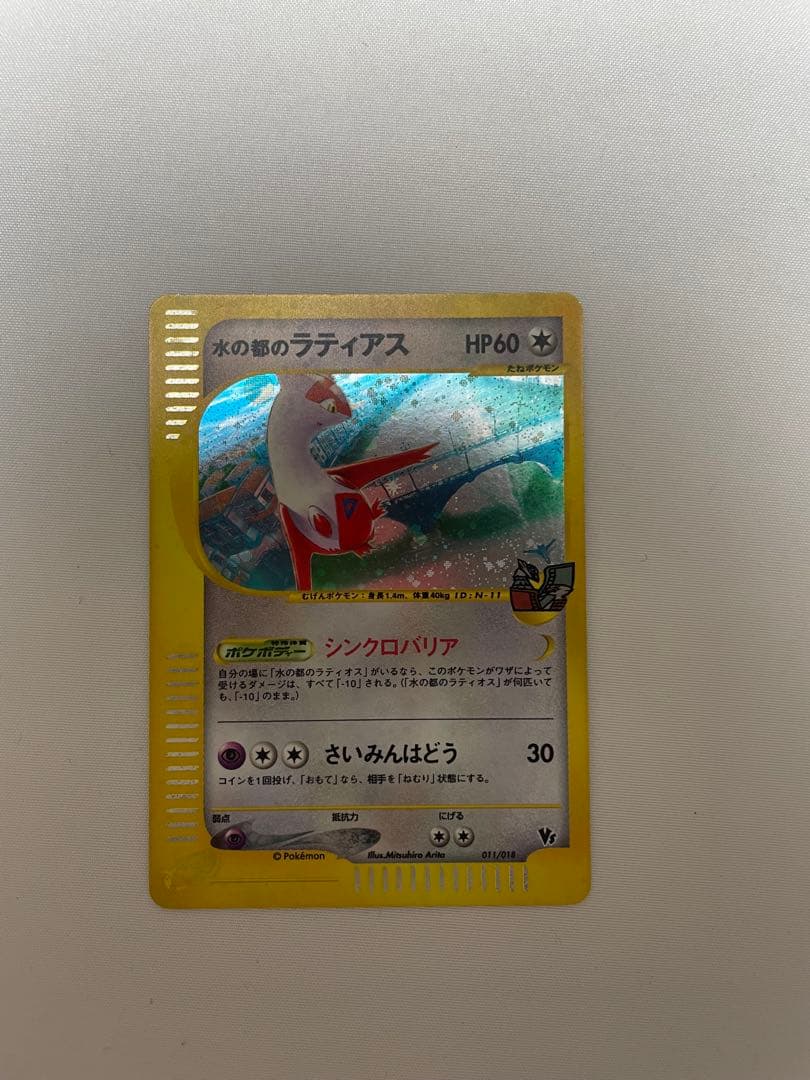 水の都のラティアス HP60
たねポケモン
むげんポケモン:身長1.4m、体重40kg ID:N-11
特殊体質
ポケボディー シンクロバリア
自分の場に「水の都のラティオス」がいるなら、このポケモンがワザによって
受けるダメージは、すべて「-10」される。(「水の都のラティオス」が何匹いて
も、「-10」のまま。)
さいみんはどう 30
コインを1回投げ、「おもて」なら、相手を「ねむり」状態にする。
弱点 抵抗力 にげる
Vs
© Pokémon Illus.Mitsuhiro Arita 011/018